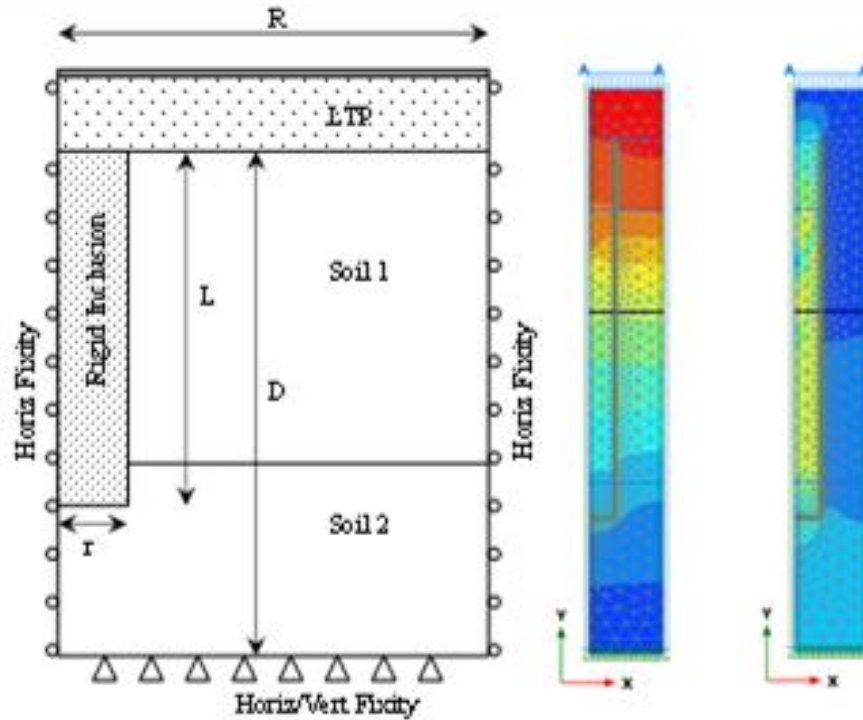 R
LTP
Rigid Inclusion
Soil 1
L
D
Horiz Fixity
Horiz Fixity
Soil 2
r
Horiz/Vert Fixity
A A
Y
X
A A
Y
X